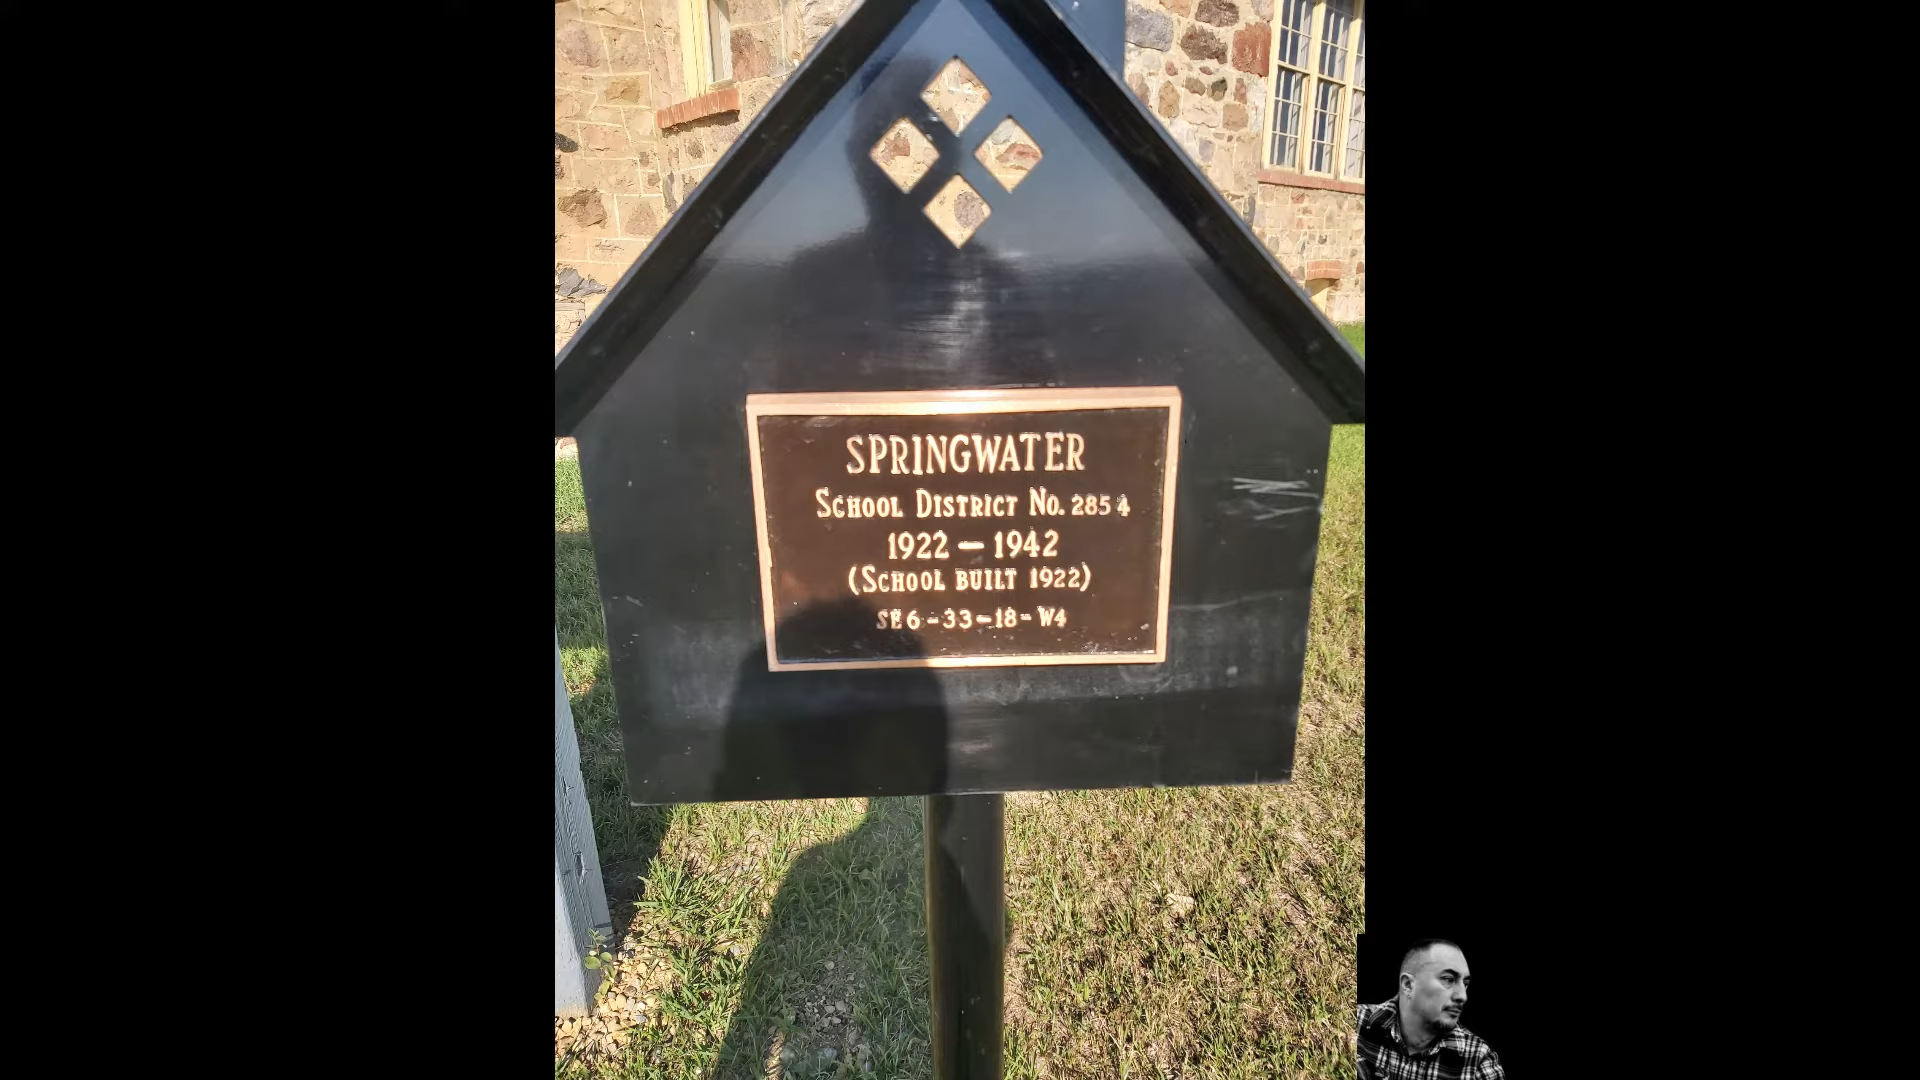 SPRINGWATER
SCHOOL DISTRICT NO. 2854
1922 — 1942
(SCHOOL BUILT 1922)
SE 6-33-18-W4